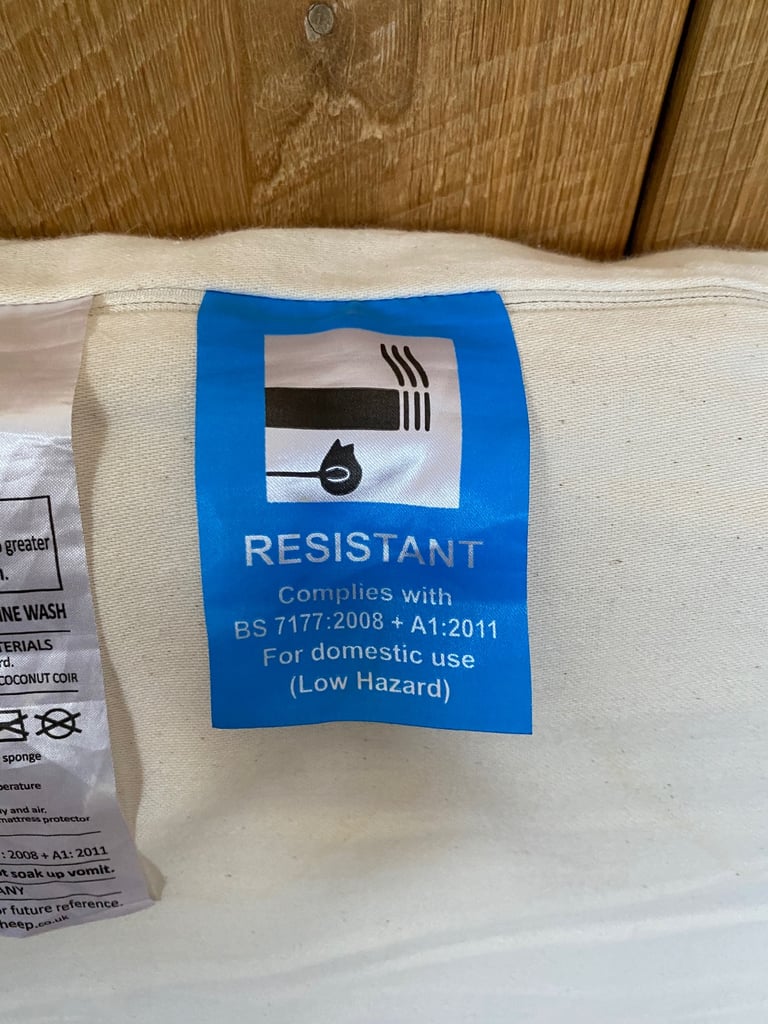 greater
INE WASH
TERIALS
rd.
COCONUT COIR
sponge
perature
y and air.
mattress protector
: 2008 + A1: 2011
t soak up vomit.
ANY
r future reference.
heep.co.uk
RESISTANT
Complies with
BS 7177:2008 + A1:2011
For domestic use
(Low Hazard)